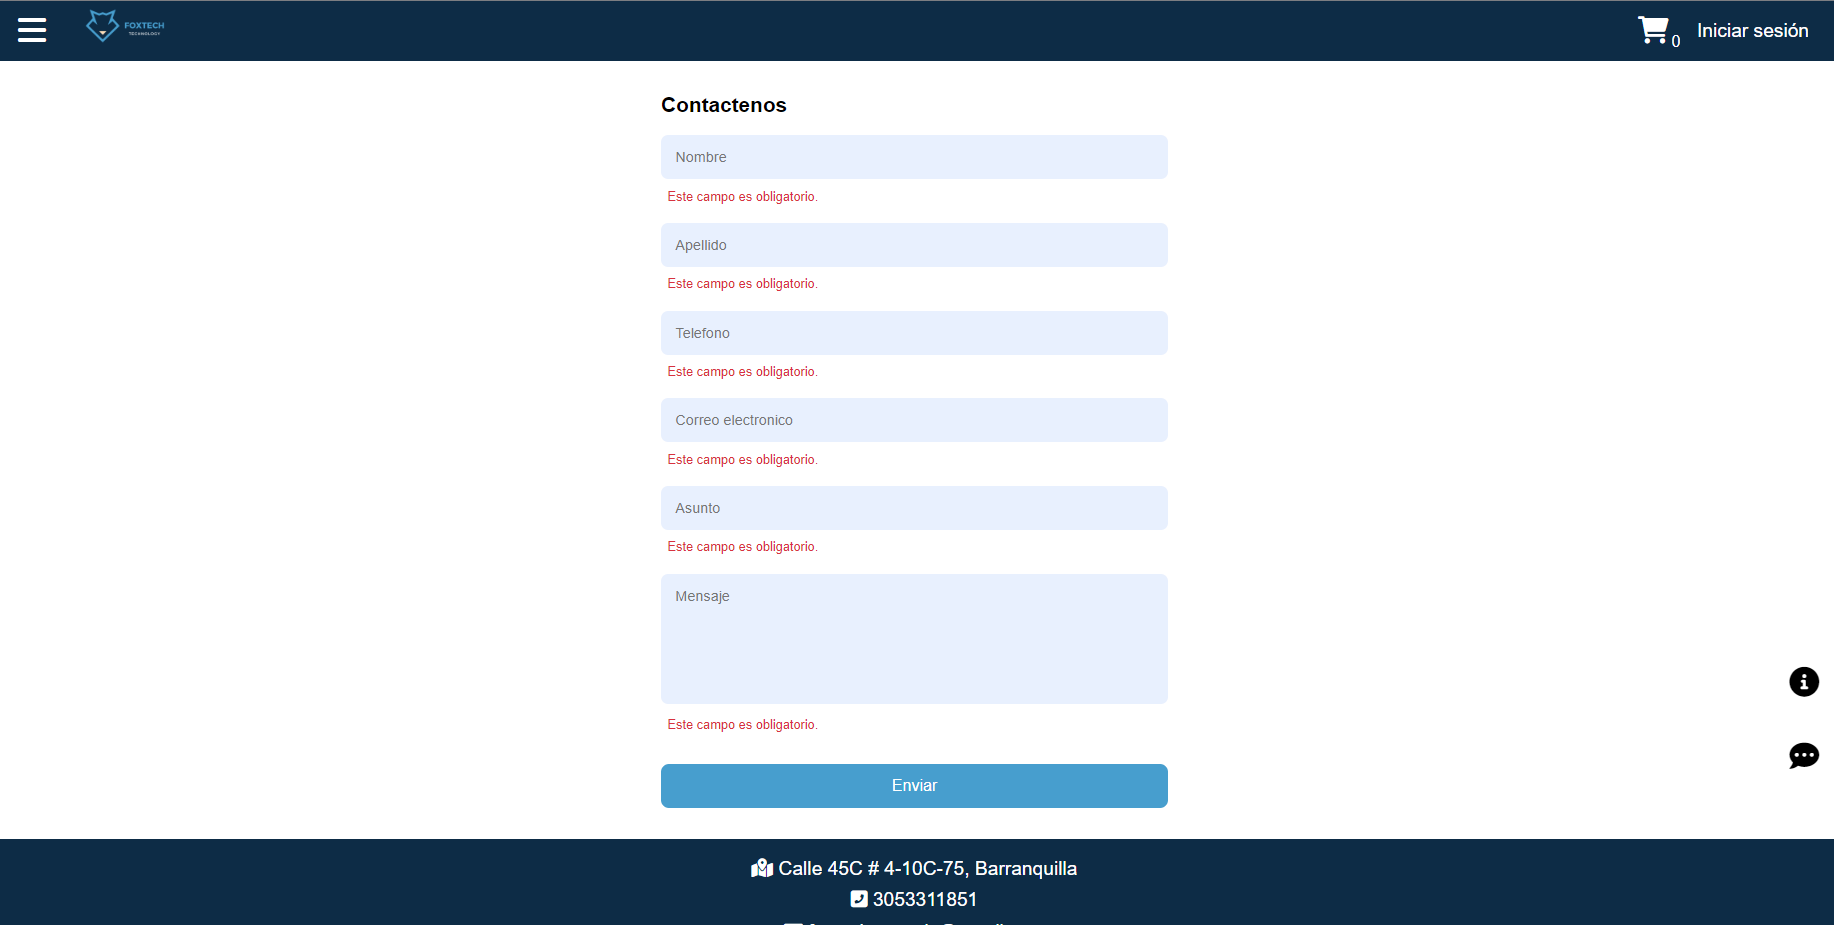 FOXTECH
TECHNOLOGY
0
Iniciar sesión
Contactenos
Nombre
Este campo es obligatorio.
Apellido
Este campo es obligatorio.
Telefono
Este campo es obligatorio.
Correo electronico
Este campo es obligatorio.
Asunto
Este campo es obligatorio.
Mensaje
Este campo es obligatorio.
Enviar
Calle 45C # 4-10C-75, Barranquilla
3053311851